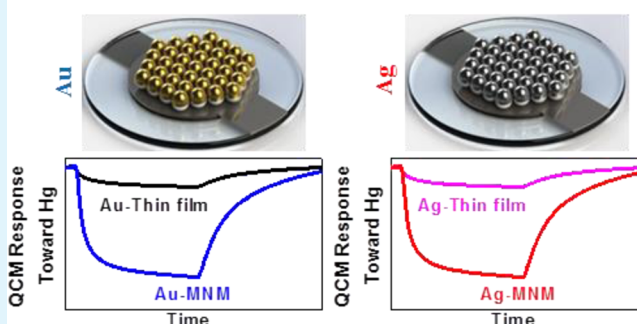 Au
Ag
QCM Response
Toward Hg
Au-Thin film
Au-MNM
Time
QCM Response
Toward Hg
Ag-Thin film
Ag-MNM
Time